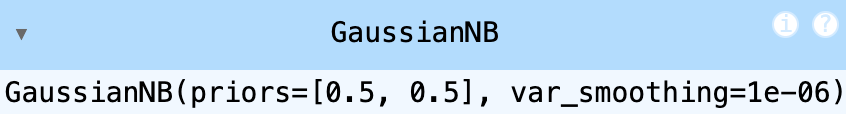 ▾ GaussianNB i ?
GaussianNB(priors=[0.5, 0.5], var_smoothing=1e-06)